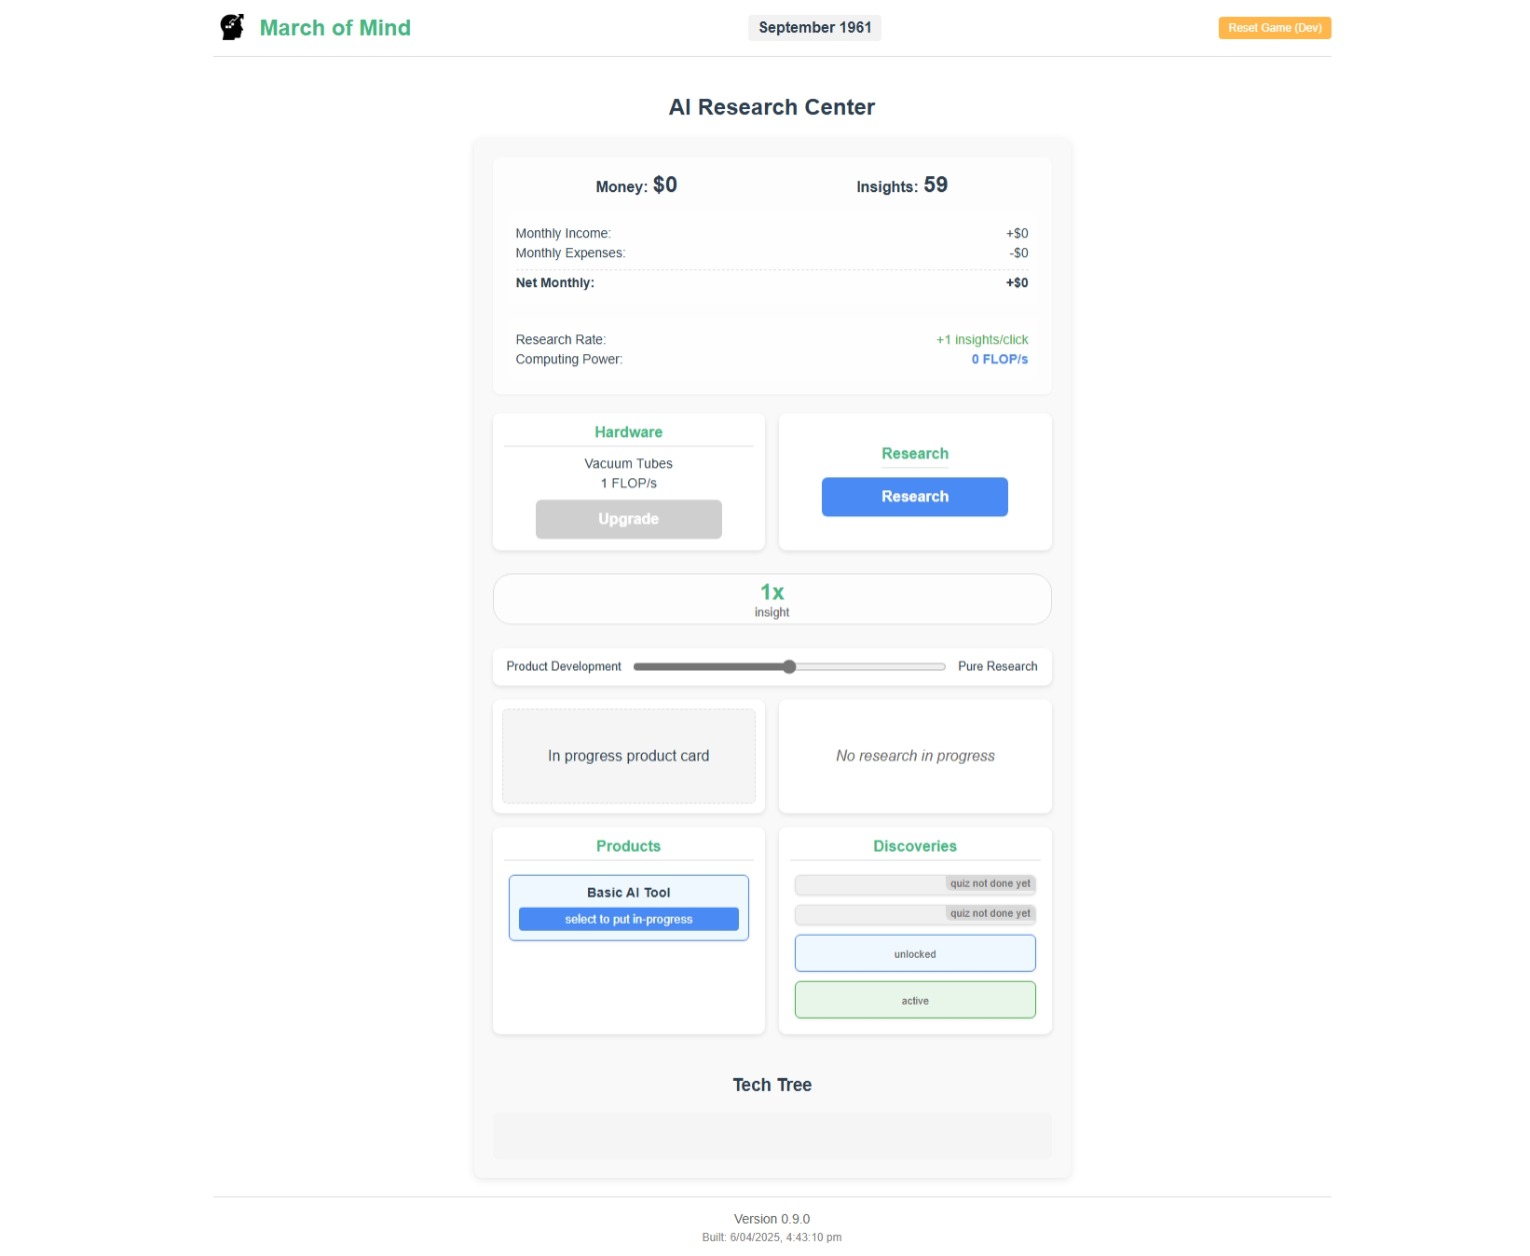 March of Mind
September 1961
Reset Game (Dev)
AI Research Center
Money: $0
Insights: 59
Monthly Income: +$0
Monthly Expenses: -$0
Net Monthly: +$0
Research Rate: +1 insights/click
Computing Power: 0 FLOP/s
Hardware
Vacuum Tubes
1 FLOP/s
Upgrade
Research
Research
1x
insight
Product Development
Pure Research
In progress product card
No research in progress
Products
Basic AI Tool
select to put in-progress
Discoveries
quiz not done yet
quiz not done yet
unlocked
active
Tech Tree
Version 0.9.0
Built: 6/04/2025, 4:43:10 pm